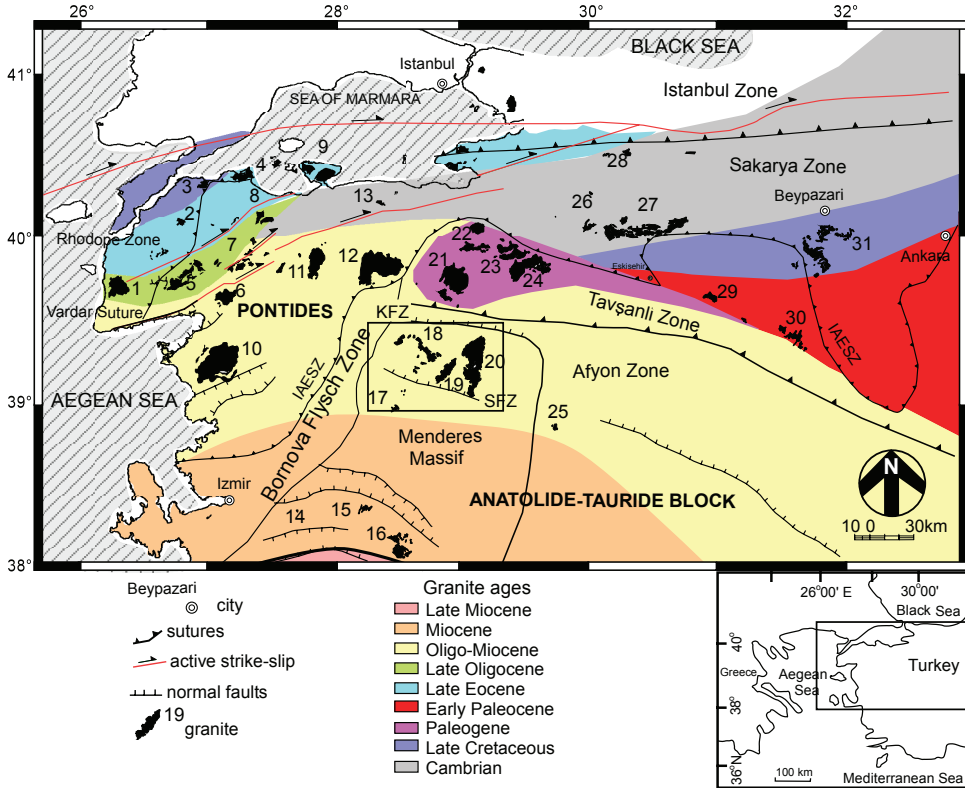 26° 28° 30° 32°
BLACK SEA
41°
Istanbul
Istanbul Zone
SEA OF MARMARA
9
28
4
Sakarya Zone
3
13
8
Beypazari
26
27
2
7
22
31
Rhodope Zone
40°
Ankara
11
12
21
23
Eskisehir
24
1
5
29
6
Vardar Suture
PONTIDES
KFZ
Tavşanli Zone
30
18
IAESZ
10
20
Afyon Zone
IAESZ
19
Bornova Flysch Zone
17
SFZ
AEGEAN SEA
39°
25
Menderes
Massif
N
Izmir
ANATOLIDE-TAURIDE BLOCK
14
15
10 0 30km
16
38°
Beypazari
city
sutures
active strike-slip
normal faults
19
granite
Granite ages
Late Miocene
Miocene
Oligo-Miocene
Late Oligocene
Late Eocene
Early Paleocene
Paleogene
Late Cretaceous
Cambrian
26°00' E 30°00'
Black Sea
40°
Greece
Aegean
Sea
Turkey
38°
36°N
100 km
Mediterranean Sea